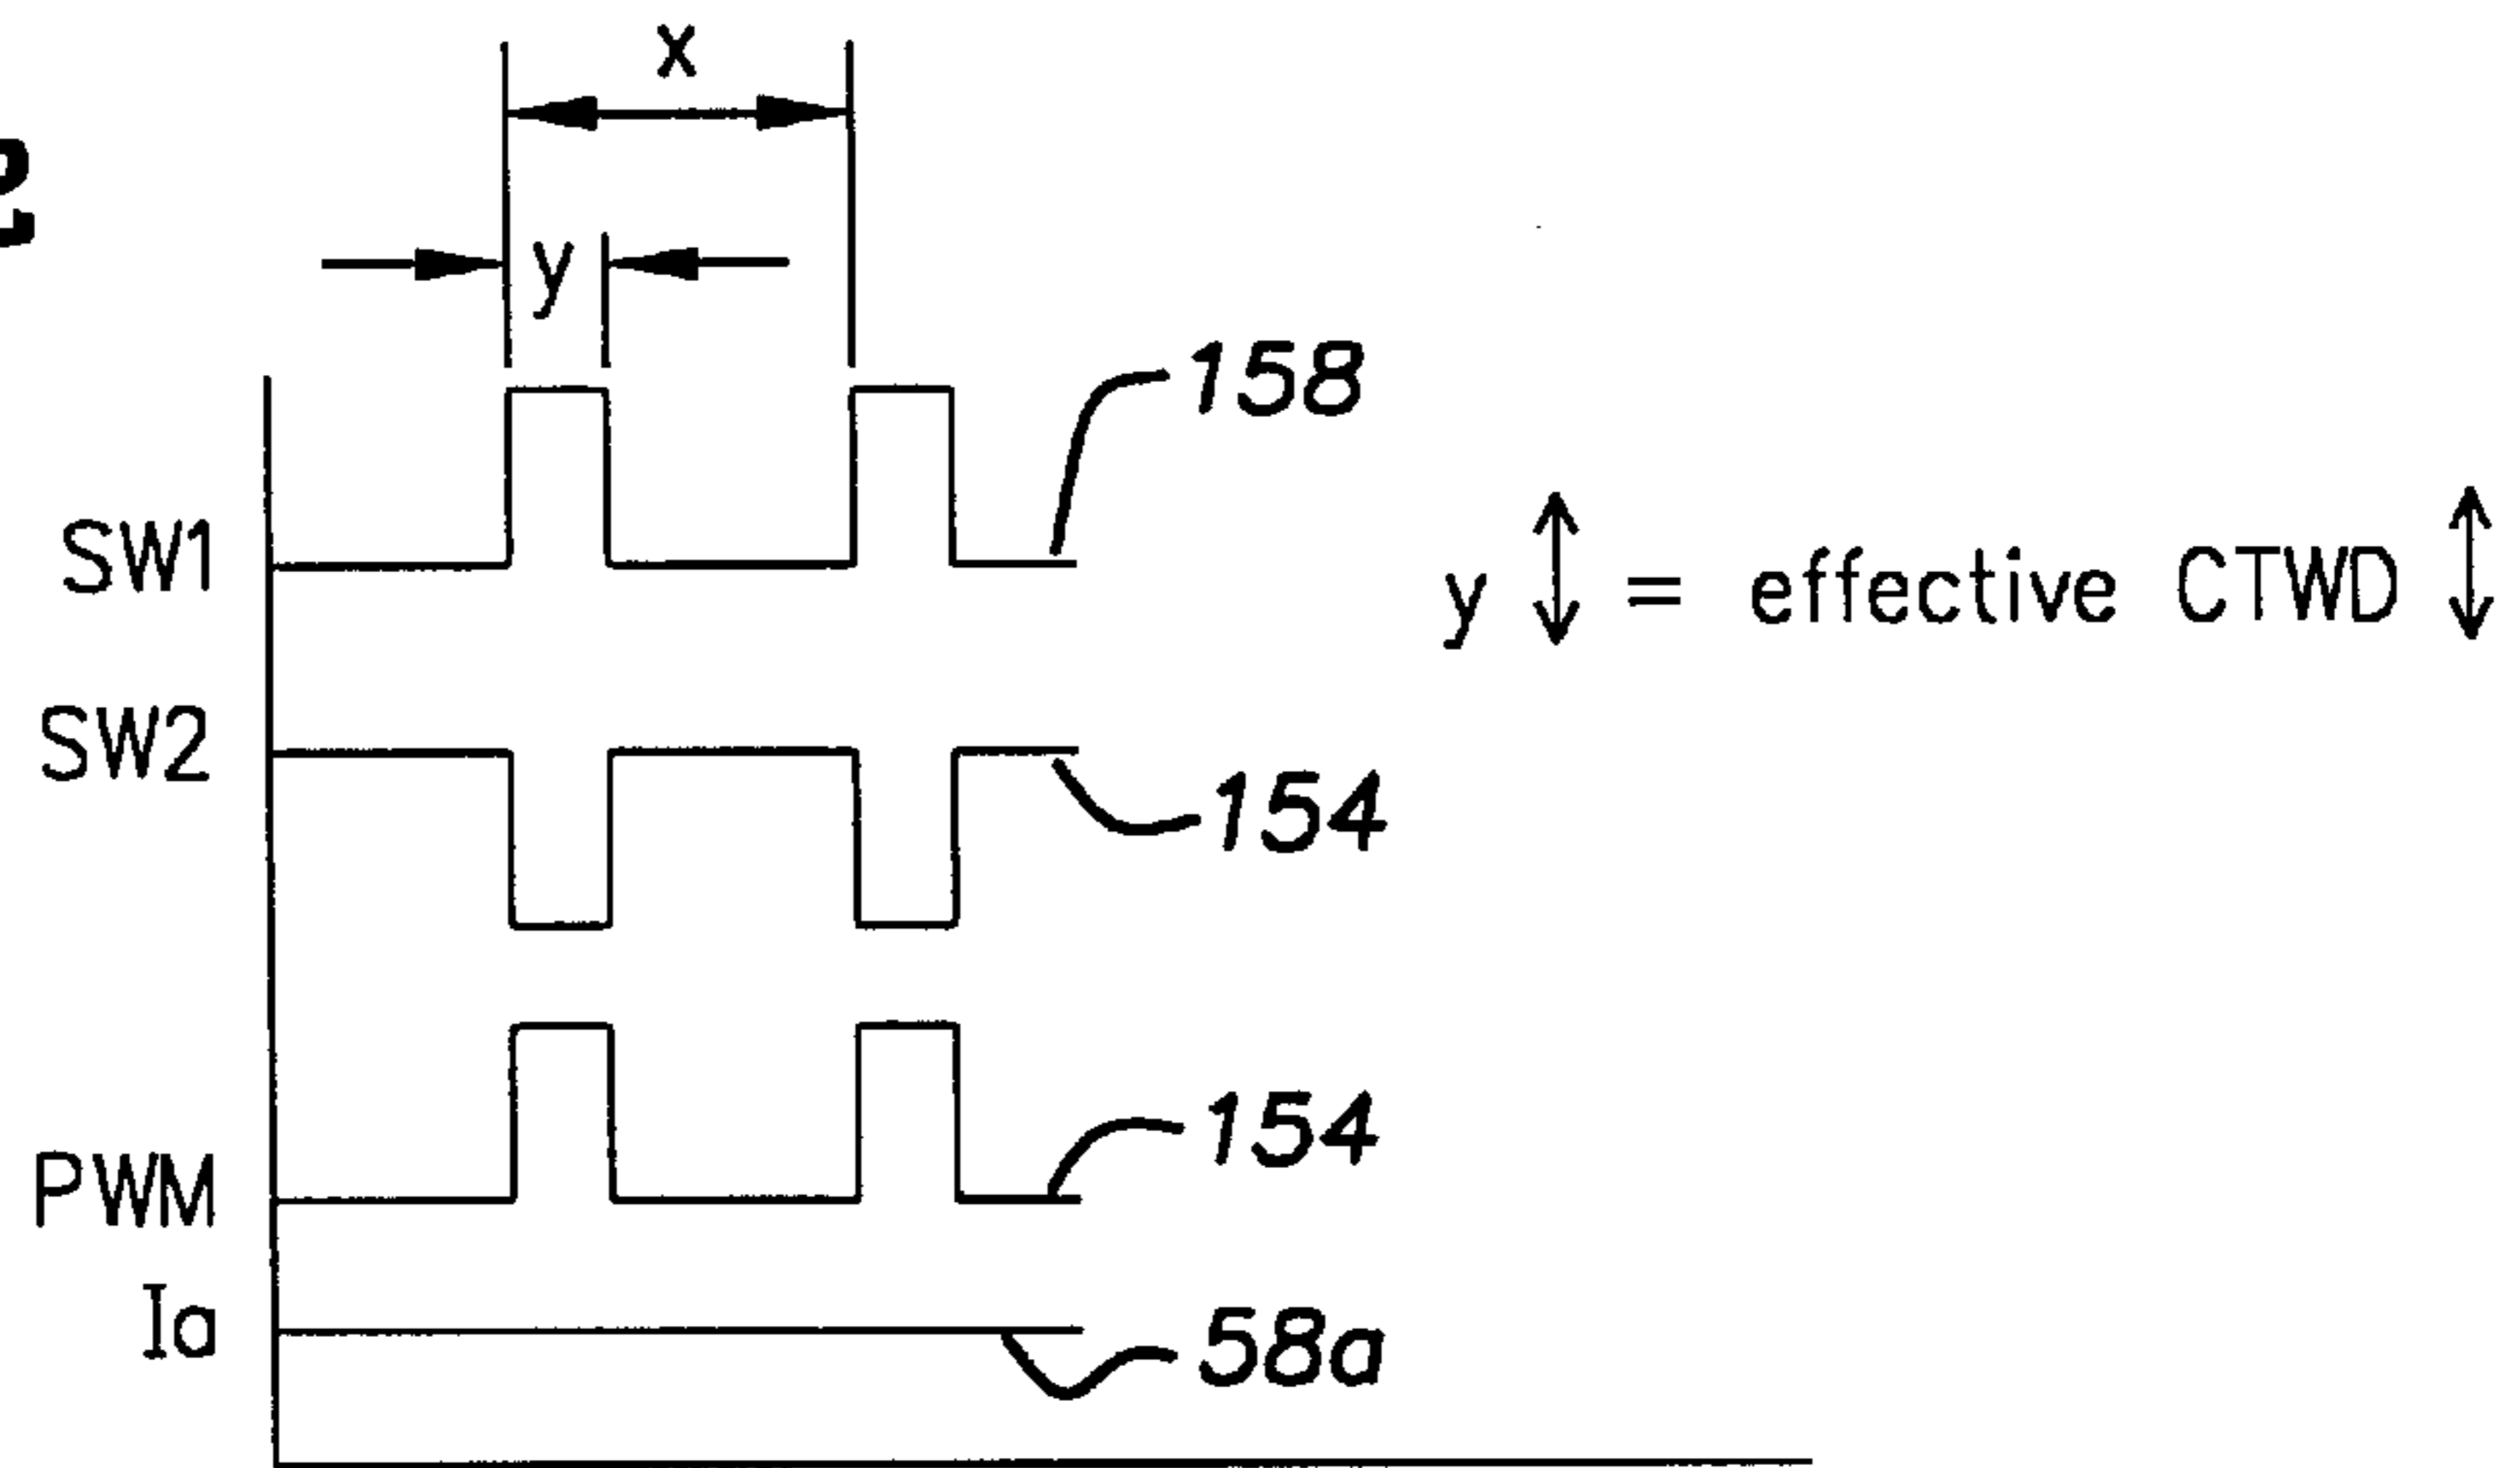 x
y
158
SW1
y ↕ = effective CTWD ↕
SW2
154
PWM
154
Ia
58a